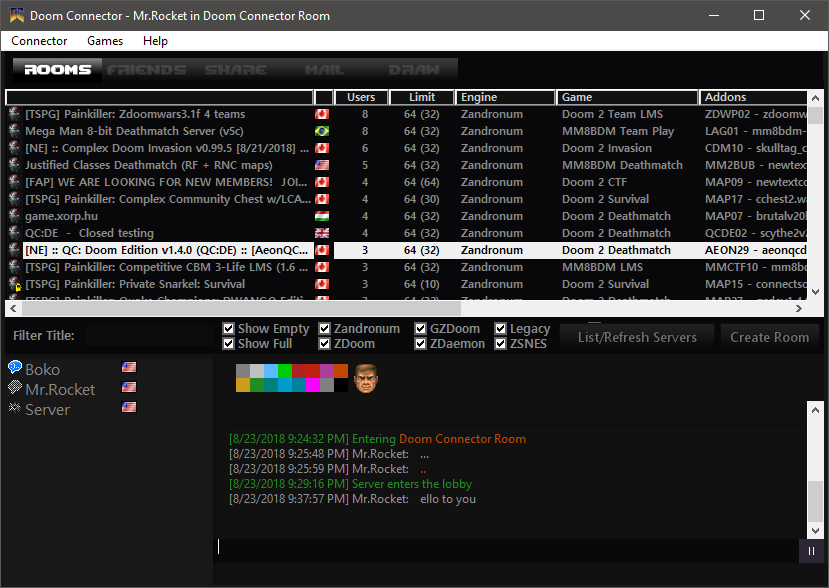 Doom Connector - Mr.Rocket in Doom Connector Room
Connector Games Help
ROOMS FRIENDS SHARE MAIL DRAW
Users Limit Engine Game Addons
[TSPG] Painkiller: Zdoomwars3.1f 4 teams 8 64 (32) Zandronum Doom 2 Team LMS ZDWP02 - zdoomw
Mega Man 8-bit Deathmatch Server (v5c) 8 64 (32) Zandronum MM8BDM Team Play LAG01 - mm8bdm-
[NE] :: Complex Doom Invasion v0.99.5 [8/21/2018] ... 6 64 (32) Zandronum Doom 2 Invasion CDM10 - skulltag_c
Justified Classes Deathmatch (RF + RNC maps) 5 64 (32) Zandronum MM8BDM Deathmatch MM2BUB - newtext
[FAP] WE ARE LOOKING FOR NEW MEMBERS! JOI... 4 64 (64) Zandronum Doom 2 CTF MAP09 - newtextco
[TSPG] Painkiller: Complex Community Chest w/LCA... 4 64 (30) Zandronum Doom 2 Survival MAP17 - cchest2.wa
game.xorp.hu 4 64 (32) Zandronum Doom 2 Deathmatch MAP07 - brutalv20l
QC:DE - Closed testing 4 64 (32) Zandronum Doom 2 Deathmatch QCDE02 - scythe2v
[NE] :: QC: Doom Edition v1.4.0 (QC:DE) :: [AeonQC... 3 64 (32) Zandronum Doom 2 Deathmatch AEON29 - aeonqcd
[TSPG] Painkiller: Competitive CBM 3-Life LMS (1.6 ... 3 64 (32) Zandronum MM8BDM LMS MMCTF10 - mm8bd
[TSPG] Painkiller: Private Snarkel: Survival 3 64 (10) Zandronum Doom 2 Survival MAP15 - connectso
Filter Title: Show Empty Zandronum GZDoom Legacy List/Refresh Servers Create Room
Show Full ZDoom ZDaemon ZSNES
Boko
Mr.Rocket
Server
[8/23/2018 9:24:32 PM] Entering Doom Connector Room
[8/23/2018 9:25:48 PM] Mr.Rocket: ...
[8/23/2018 9:25:59 PM] Mr.Rocket: ..
[8/23/2018 9:29:16 PM] Server enters the lobby
[8/23/2018 9:37:57 PM] Mr.Rocket: ello to you